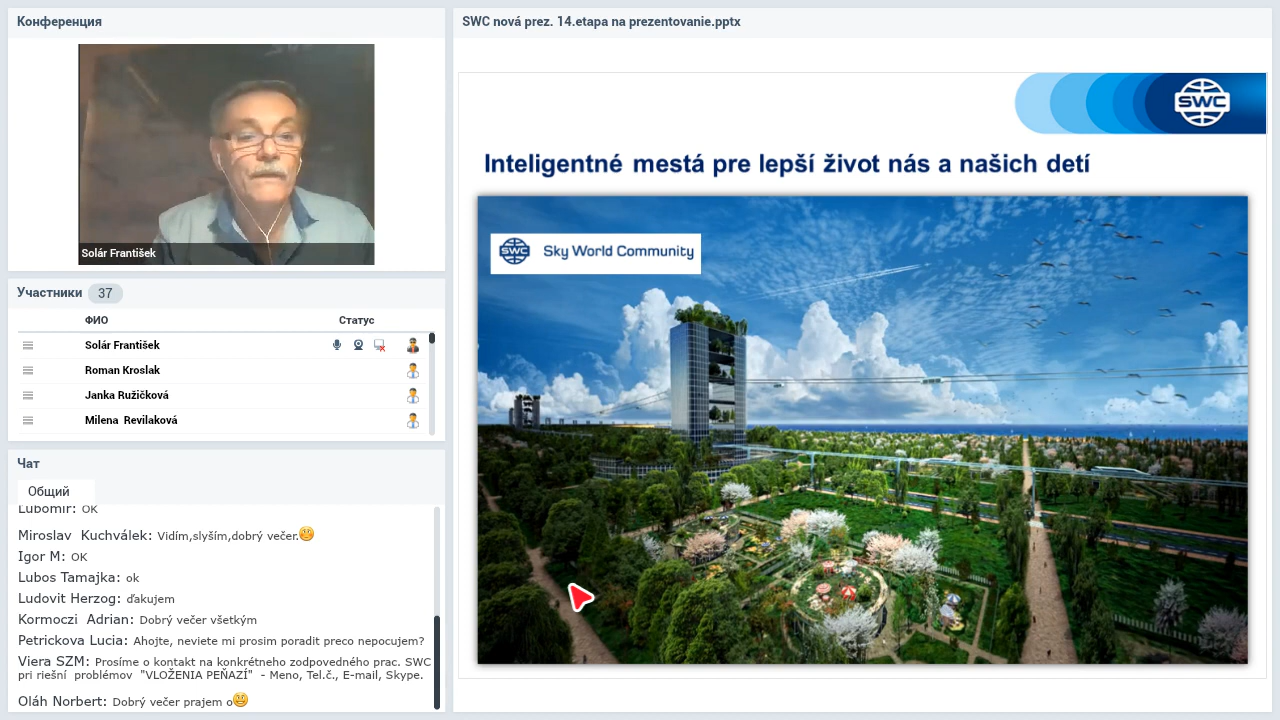 Конференция
Solár František
Участники 37
ФИО Статус
Solár František
Roman Kroslak
Janka Ružičková
Milena Revilaková
Чат
Общий
Lubomir: OK
Miroslav Kuchválek: Vidím,slyším,dobrý večer.
Igor M: OK
Lubos Tamajka: ok
Ludovit Herzog: ďakujem
Kormoczi Adrian: Dobrý večer všetkým
Petrickova Lucia: Ahojte, neviete mi prosim poradit preco nepocujem?
Viera SZM: Prosíme o kontakt na konkrétneho zodpovedného prac. SWC
pri riešní problémov "VLOŽENIA PEŇAZÍ" - Meno, Tel.č., E-mail, Skype.
Oláh Norbert: Dobrý večer prajem o
SWC nová prez. 14.etapa na prezentovanie.pptx
SWC
Inteligentné mestá pre lepší život nás a našich detí
SWC Sky World Community